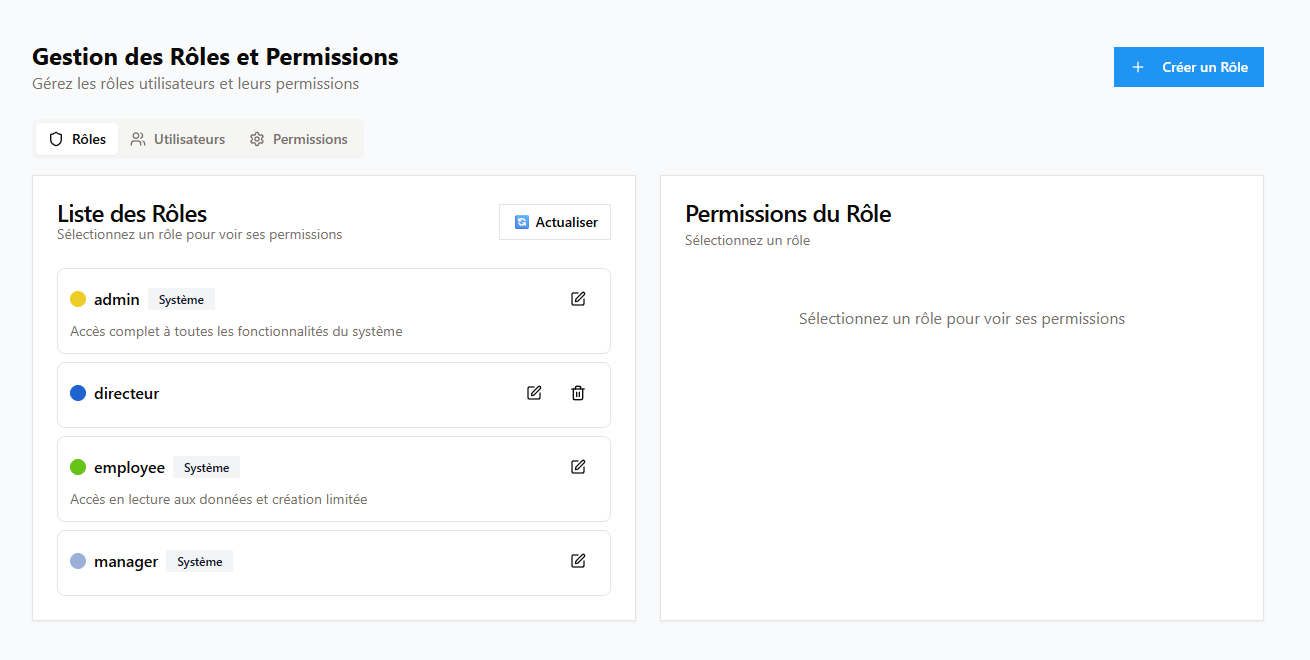 Gestion des Rôles et Permissions
Gérez les rôles utilisateurs et leurs permissions
Créer un Rôle
Rôles
Utilisateurs
Permissions
Liste des Rôles
Sélectionnez un rôle pour voir ses permissions
Actualiser
admin
Système
Accès complet à toutes les fonctionnalités du système
directeur
employee
Système
Accès en lecture aux données et création limitée
manager
Système
Permissions du Rôle
Sélectionnez un rôle
Sélectionnez un rôle pour voir ses permissions